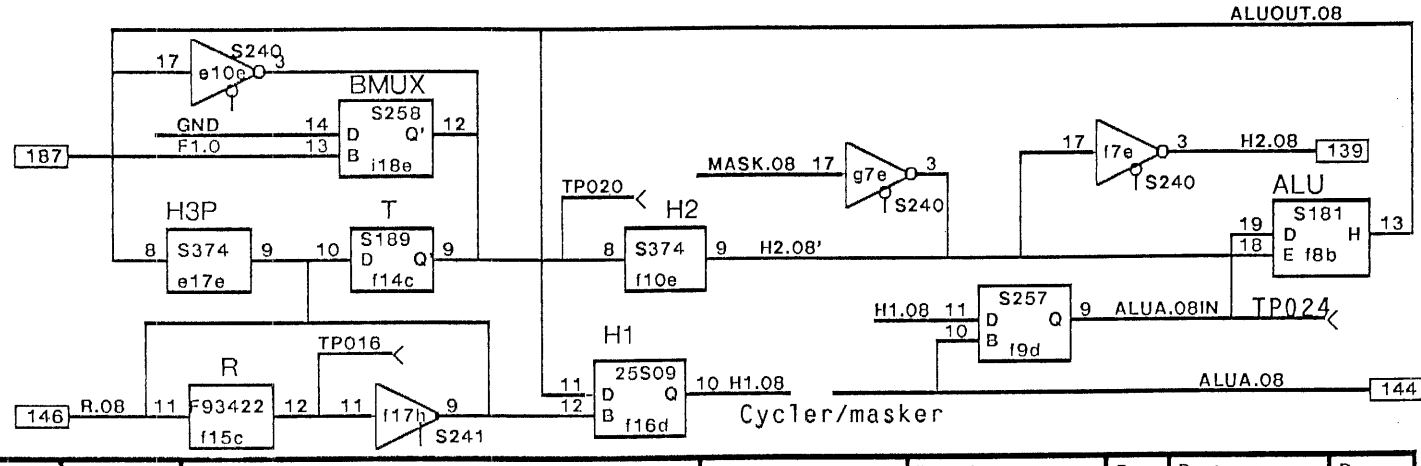 ALUOUT.08
S240
17 e10e 3
BMUX
S258
GND 14 D Q' 12
187 F1.0 13 B
i18e
MASK.08 17 g7e 3
S240
17 f7e 3 H2.08 139
S240
TP020
H3P
T
H2
ALU
8 S374 9
e17e
10 S189 9
D Q'
f14c
8 S374 9 H2.08'
f10e
S181
19 D H 13
18 E f8b
S257
H1.08 11 D Q 9 ALUA.08IN TP024
10 B
f9d
TP016
R
H1
146 R.08 11 F93422 12
f15c
11 f17h 9
S241
25S09
11 D Q 10 H1.08
12 B
f16d
ALUA.08 144
Cycler/masker